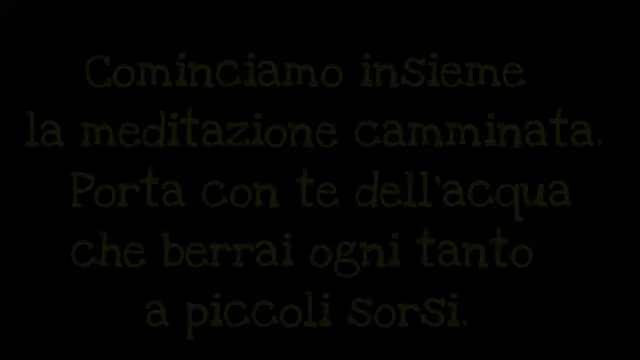 Cominciamo insieme
la meditazione camminata.
Porta con te dell'acqua
che berrai ogni tanto
a piccoli sorsi.